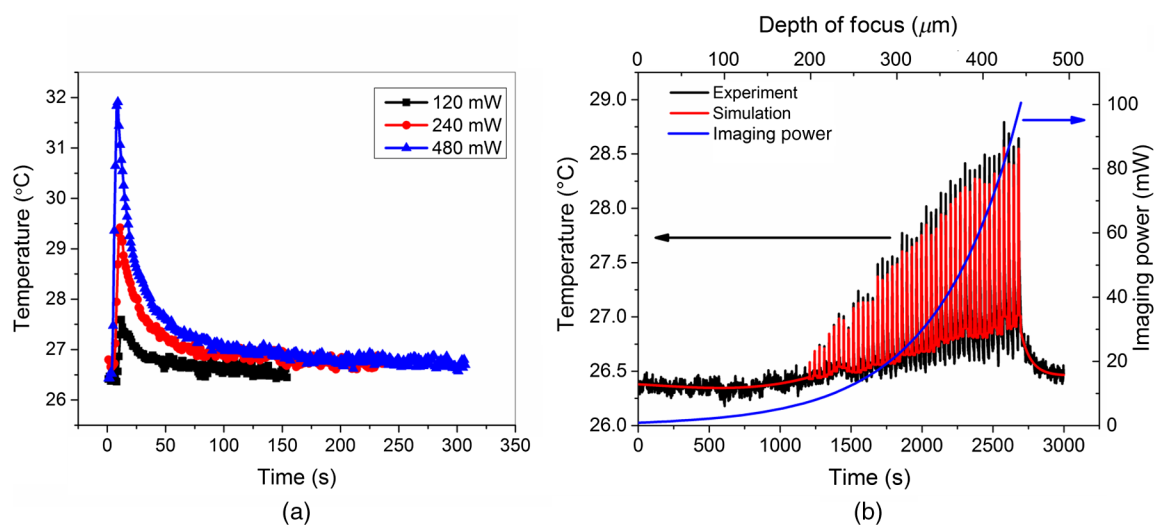 (a)
Temperature (°C)
32
31
30
29
28
27
26
0 50 100 150 200 250 300 350
Time (s)
120 mW
240 mW
480 mW
(b)
Depth of focus (μm)
0 100 200 300 400 500
Temperature (°C)
29.0
28.5
28.0
27.5
27.0
26.5
26.0
Experiment
Simulation
Imaging power
100
80
60
40
20
0
Imaging power (mW)
0 500 1000 1500 2000 2500 3000
Time (s)